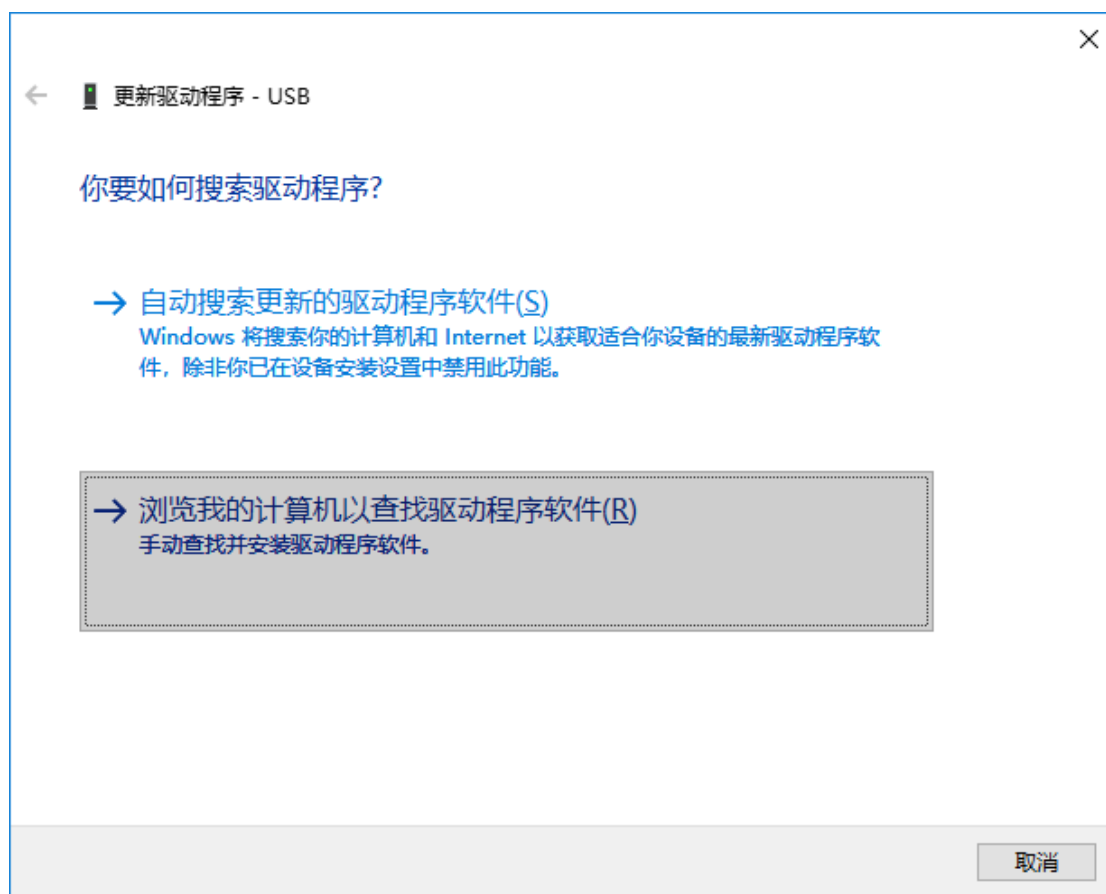 更新驱动程序 - USB
你要如何搜索驱动程序?
自动搜索更新的驱动程序软件(S)
Windows 将搜索你的计算机和 Internet 以获取适合你设备的最新驱动程序软
件，除非你已在设备安装设置中禁用此功能。
浏览我的计算机以查找驱动程序软件(R)
手动查找并安装驱动程序软件。
取消